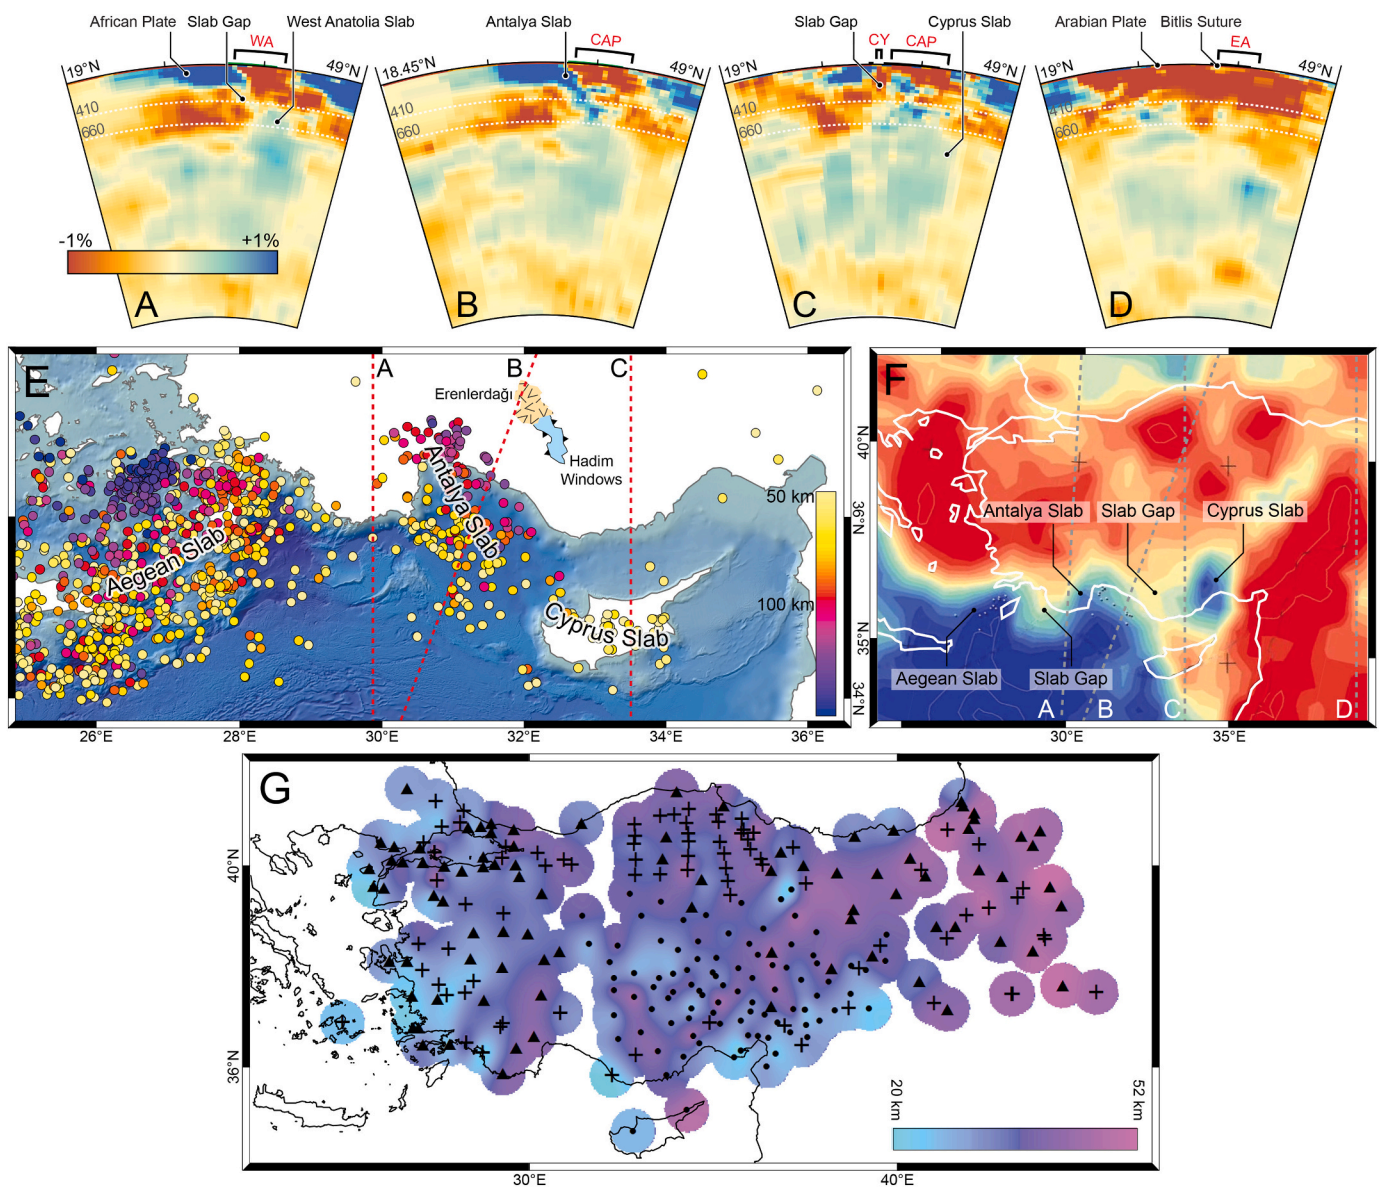 African Plate
Slab Gap
West Anatolia Slab
WA
19°N
49°N
410
660
-1%
+1%
A
Antalya Slab
CAP
18.45°N
49°N
410
660
B
Slab Gap
Cyprus Slab
CY
CAP
19°N
49°N
410
660
C
Arabian Plate
Bitlis Suture
EA
19°N
49°N
410
660
D
E
A
B
C
Erenlerdağı
Hadim
Windows
Antalya Slab
Aegean Slab
Cyprus Slab
50 km
100 km
36°N
34°N
26°E
28°E
30°E
32°E
34°E
36°E
F
40°N
35°N
Antalya Slab
Slab Gap
Cyprus Slab
Aegean Slab
Slab Gap
A
B
C
D
30°E
35°E
G
40°N
36°N
20 km
52 km
30°E
40°E